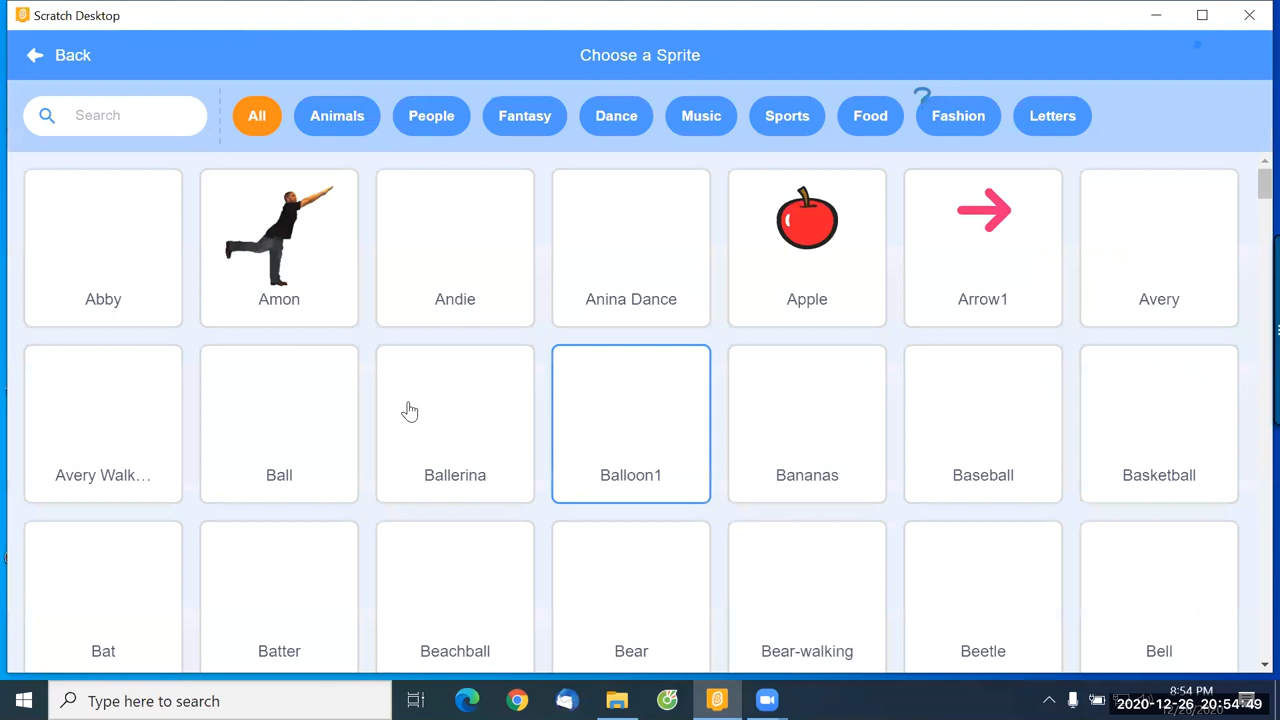 Scratch Desktop
Back
Choose a Sprite
Search
All
Animals
People
Fantasy
Dance
Music
Sports
Food
?
Fashion
Letters
Abby
Amon
Andie
Anina Dance
Apple
Arrow1
Avery
Avery Walk…
Ball
Ballerina
Balloon1
Bananas
Baseball
Basketball
Bat
Batter
Beachball
Bear
Bear-walking
Beetle
Bell
Type here to search
8:54 PM
2020-12-26 20:54:49